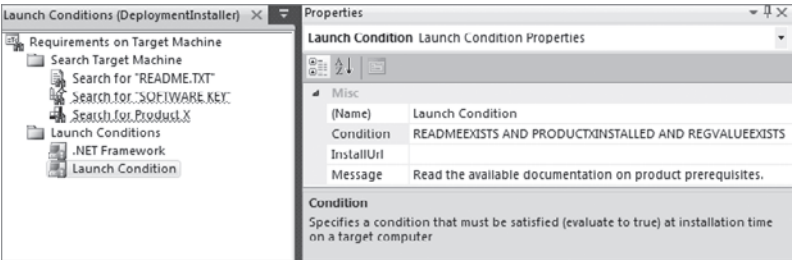 Launch Conditions (DeploymentInstaller)
Requirements on Target Machine
Search Target Machine
Search for "README.TXT"
Search for "SOFTWARE KEY"
Search for Product X
Launch Conditions
.NET Framework
Launch Condition
Properties
Launch Condition Launch Condition Properties
Misc
(Name) Launch Condition
Condition READMEEXISTS AND PRODUCTXINSTALLED AND REGVALUEEXISTS
InstallUrl
Message Read the available documentation on product prerequisites.
Condition
Specifies a condition that must be satisfied (evaluate to true) at installation time
on a target computer